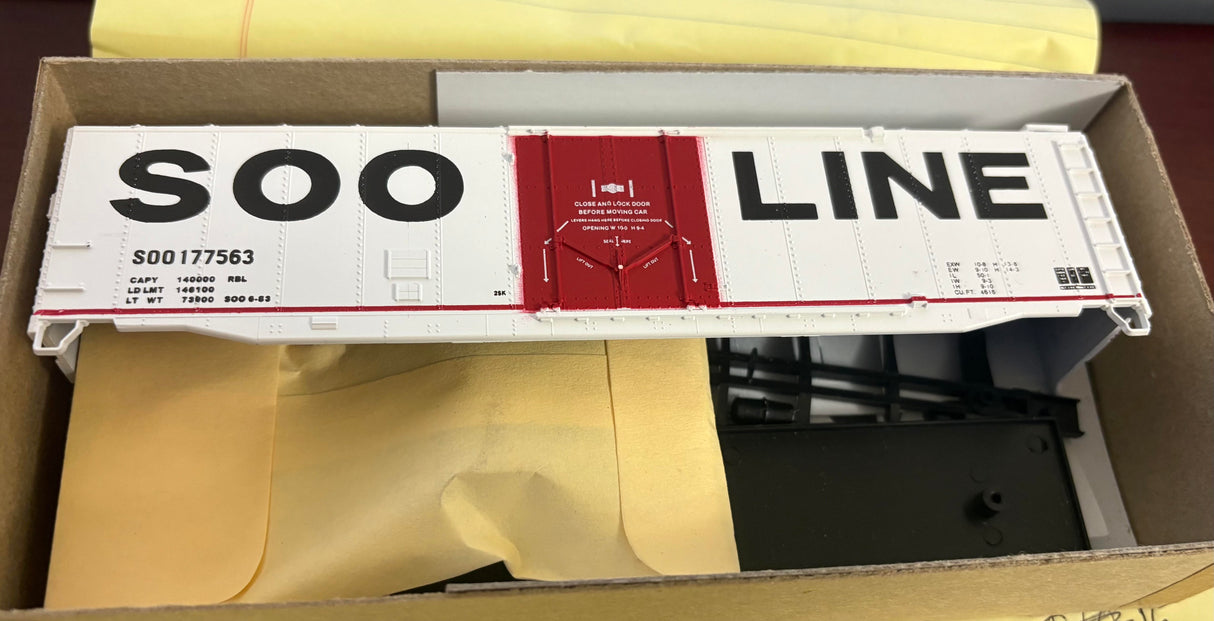 SOO LINE
SOO 177563
CAPY 140000 RBL
LD LMT 146100
LT WT 73900 SOO 6-83
25K
CLOSE AND LOCK DOOR
BEFORE MOVING CAR
LEVERS HANG HERE BEFORE CLOSING DOOR
OPENING W 10-0 H 9-4
SEAL HERE
LIFT OUT
LIFT OUT
EXW 10-8 H 13-8
EW 9-10 H 14-3
IL 50-1
IW 9-3
IH 9-10
CU. FT. 4616